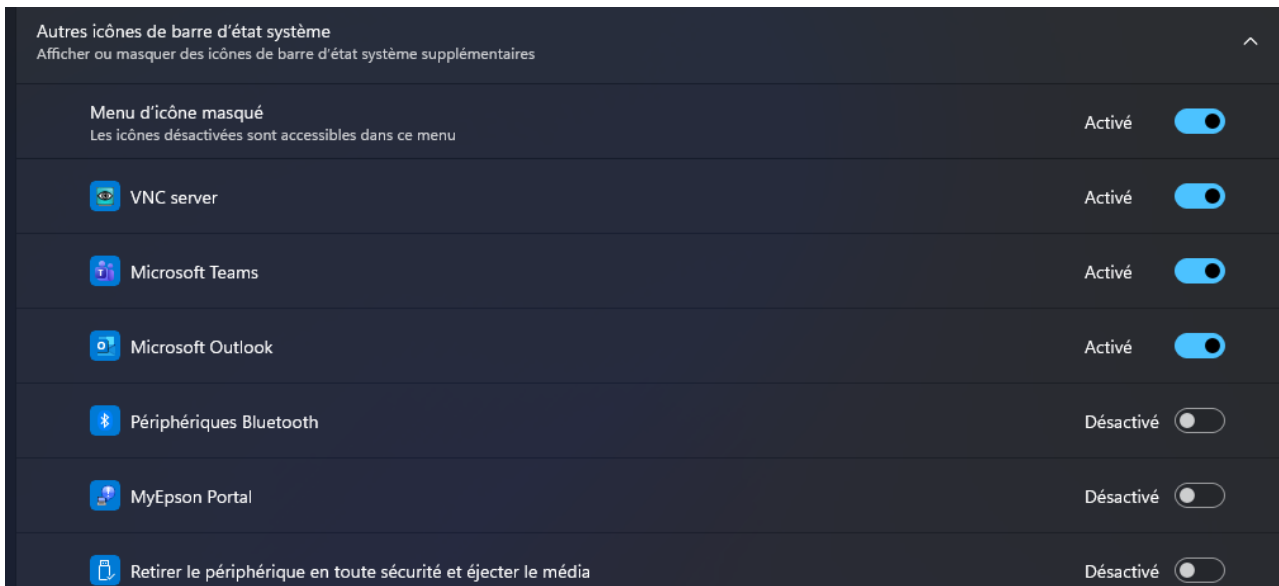 Autres icônes de barre d’état système
Afficher ou masquer des icônes de barre d’état système supplémentaires
Menu d’icône masqué
Les icônes désactivées sont accessibles dans ce menu
Activé
VNC server
Activé
Microsoft Teams
Activé
Microsoft Outlook
Activé
Périphériques Bluetooth
Désactivé
MyEpson Portal
Désactivé
Retirer le périphérique en toute sécurité et éjecter le média
Désactivé